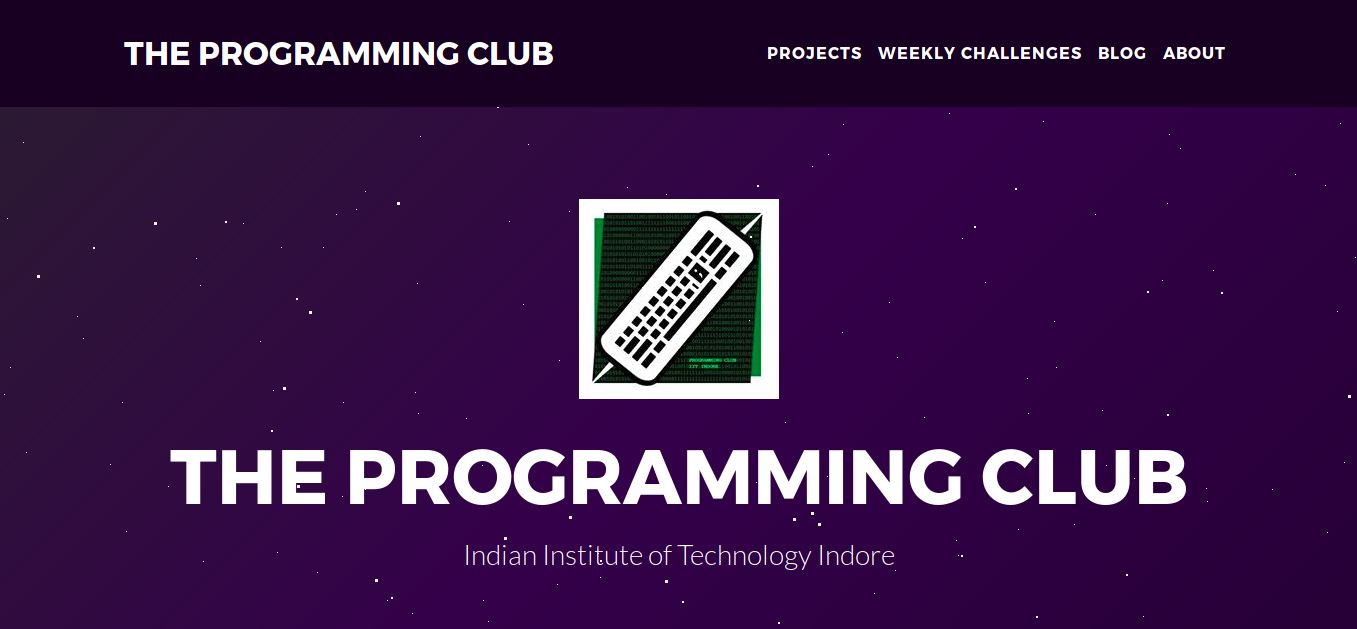 THE PROGRAMMING CLUB
PROJECTS WEEKLY CHALLENGES BLOG ABOUT
PROGRAMMING CLUB
IIT INDORE
THE PROGRAMMING CLUB
Indian Institute of Technology Indore